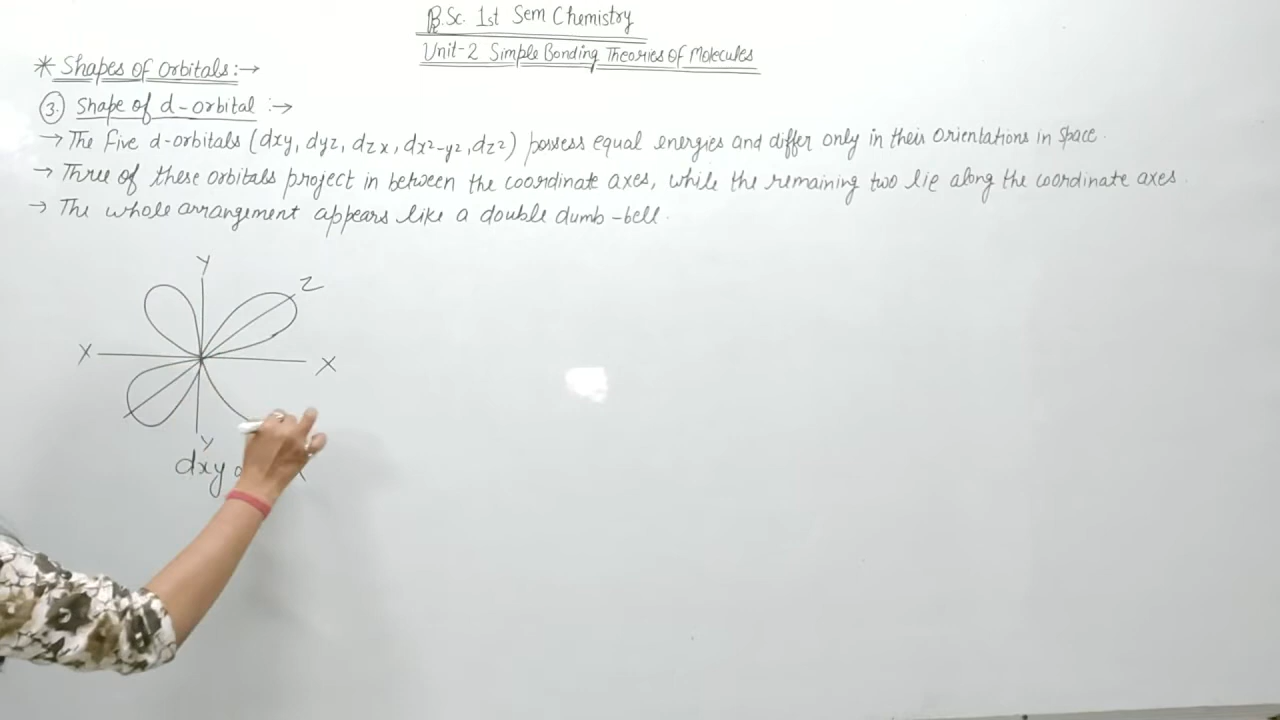 B.Sc. 1st Sem Chemistry
Unit-2 Simple Bonding Theories of Molecules
* Shapes of Orbitals:→
3. Shape of d-orbital :→
→ The five d-orbitals (dxy, dyz, dzx, dx²-y², dz²) possess equal energies and differ only in their orientations in space.
→ Three of these orbitals project in between the coordinate axes, while the remaining two lie along the coordinate axes.
→ The whole arrangement appears like a double dumb-bell.
Y
Z
X
X
Y
dxy